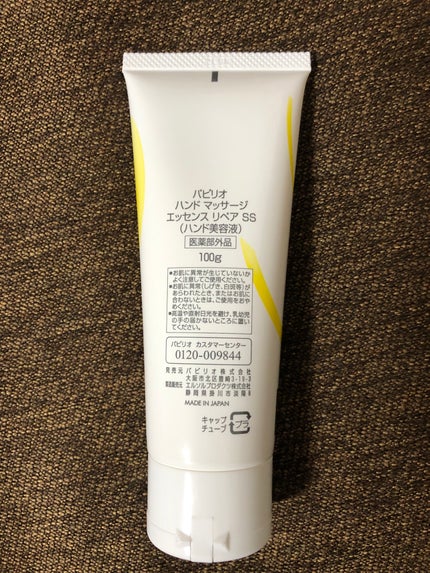 パピリオ
ハンド マッサージ
エッセンス リペア SS
（ハンド美容液）
医薬部外品
100g
●お肌に異常が生じていないか
よく注意してご使用ください。
●お肌に異常(しげき、白斑等)が
あらわれたとき、またはお肌に
合わないときは、ご使用をおや
めください。
●高温や直射日光を避け、乳幼児
の手の届かないところに置い
てください。
パピリオ カスタマーセンター
0120-009844
発売元 パピリオ株式会社
大阪市北区豊崎3-19-3
製造販売元 エルソルプロダクツ株式会社
静岡県掛川市淡陽
MADE IN JAPAN
キャップ
チューブ
プラ